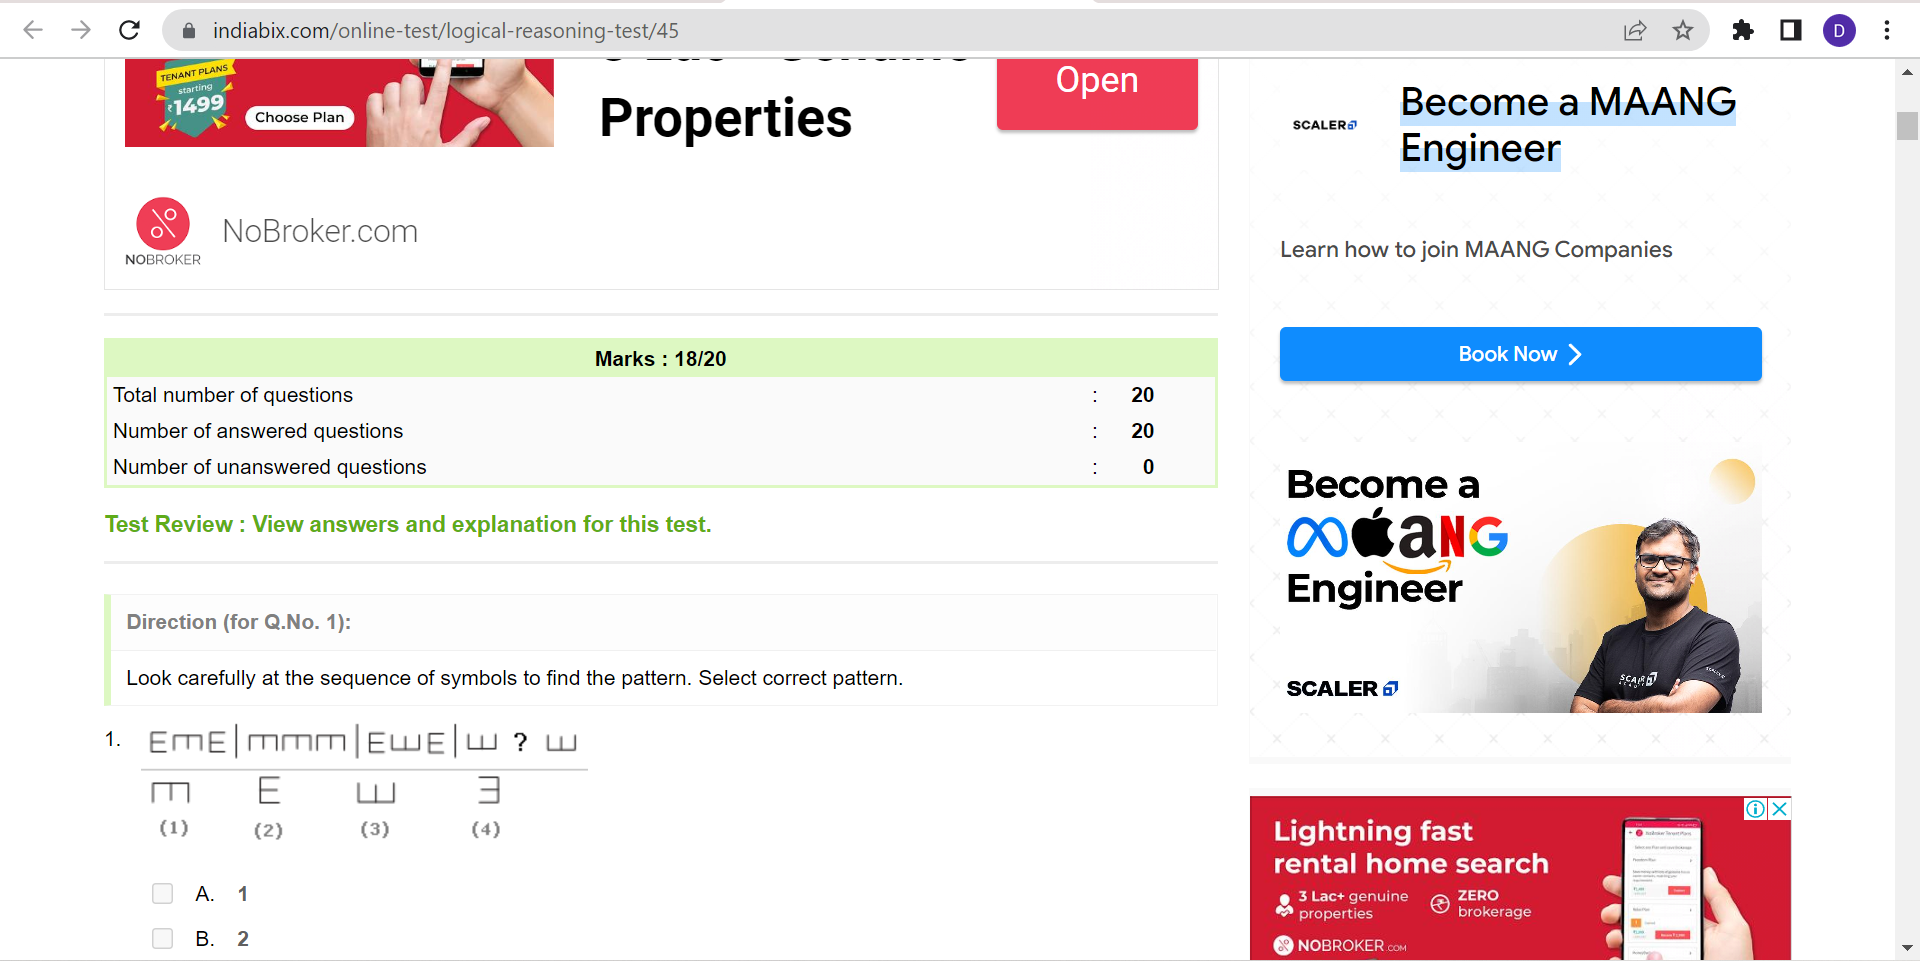 indiabix.com/online-test/logical-reasoning-test/45
D
TENANT PLANS
starting
₹1499
Choose Plan
Properties
Open
NOBROKER
NoBroker.com
SCALER
Become a MAANG
Engineer
Learn how to join MAANG Companies
Book Now
Marks : 18/20
Total number of questions : 20
Number of answered questions : 20
Number of unanswered questions : 0
Test Review : View answers and explanation for this test.
Become a
aNG
Engineer
SCALER
Direction (for Q.No. 1):
Look carefully at the sequence of symbols to find the pattern. Select correct pattern.
1.
?
(1) (2) (3) (4)
A. 1
B. 2
Lightning fast
rental home search
3 Lac+ genuine
properties
ZERO
brokerage
NOBROKER.COM